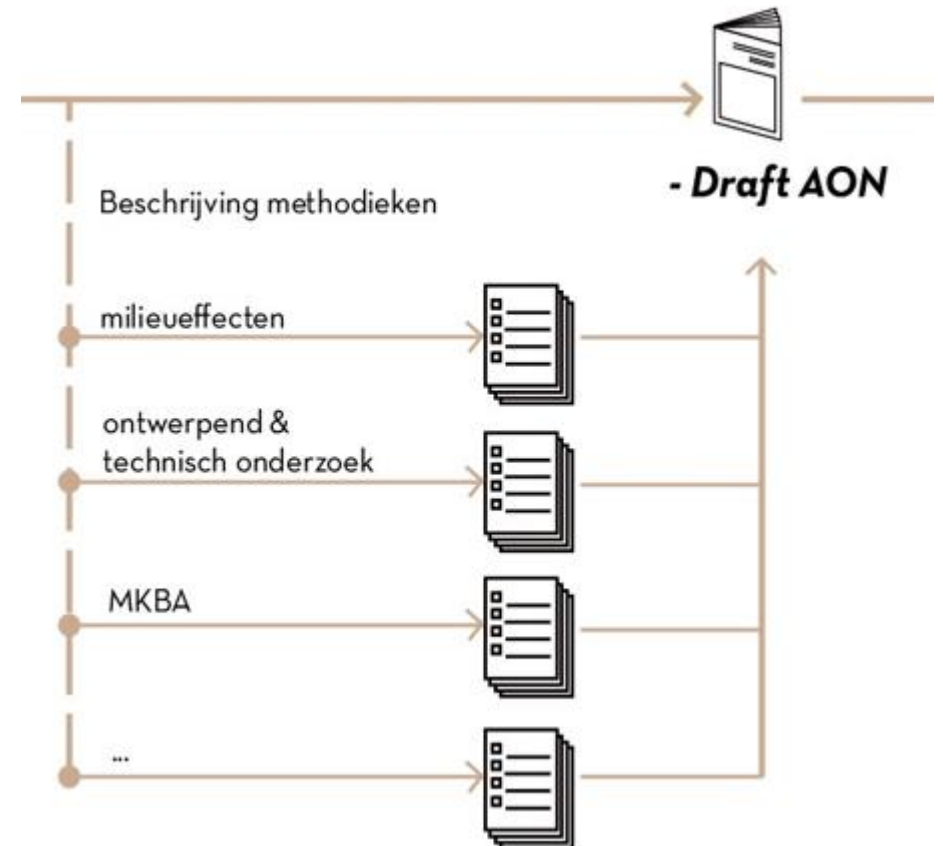 - Draft AON
Beschrijving methodieken
milieueffecten
ontwerpend &
technisch onderzoek
MKBA
...